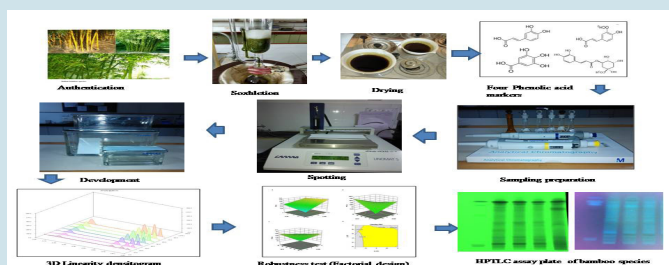 Authentication
Soxhletion
Drying
Four Phenolic acid
markers
Development
Spotting
Sampling preparation
3D Linearity densitogram
Robustness test (Factorial design)
HPTLC assay plate of bamboo species